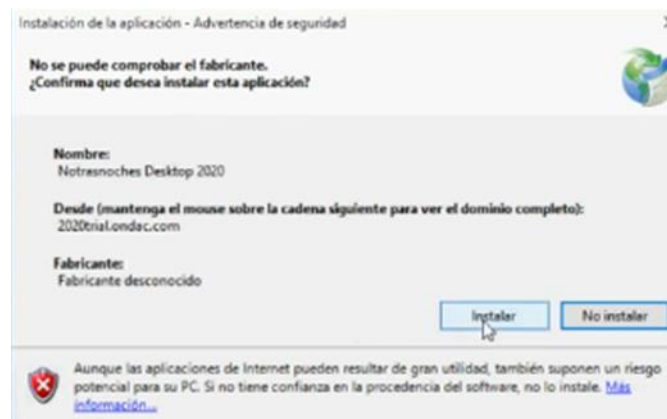 Instalación de la aplicación - Advertencia de seguridad
No se puede comprobar el fabricante.
¿Confirma que desea instalar esta aplicación?
Nombre:
Notrasnoches Desktop 2020
Desde (mantenga el mouse sobre la cadena siguiente para ver el dominio completo):
2020trial.ondac.com
Fabricante:
Fabricante desconocido
Instalar No instalar
Aunque las aplicaciones de Internet pueden resultar de gran utilidad, también suponen un riesgo
potencial para su PC. Si no tiene confianza en la procedencia del software, no lo instale. Más
información...